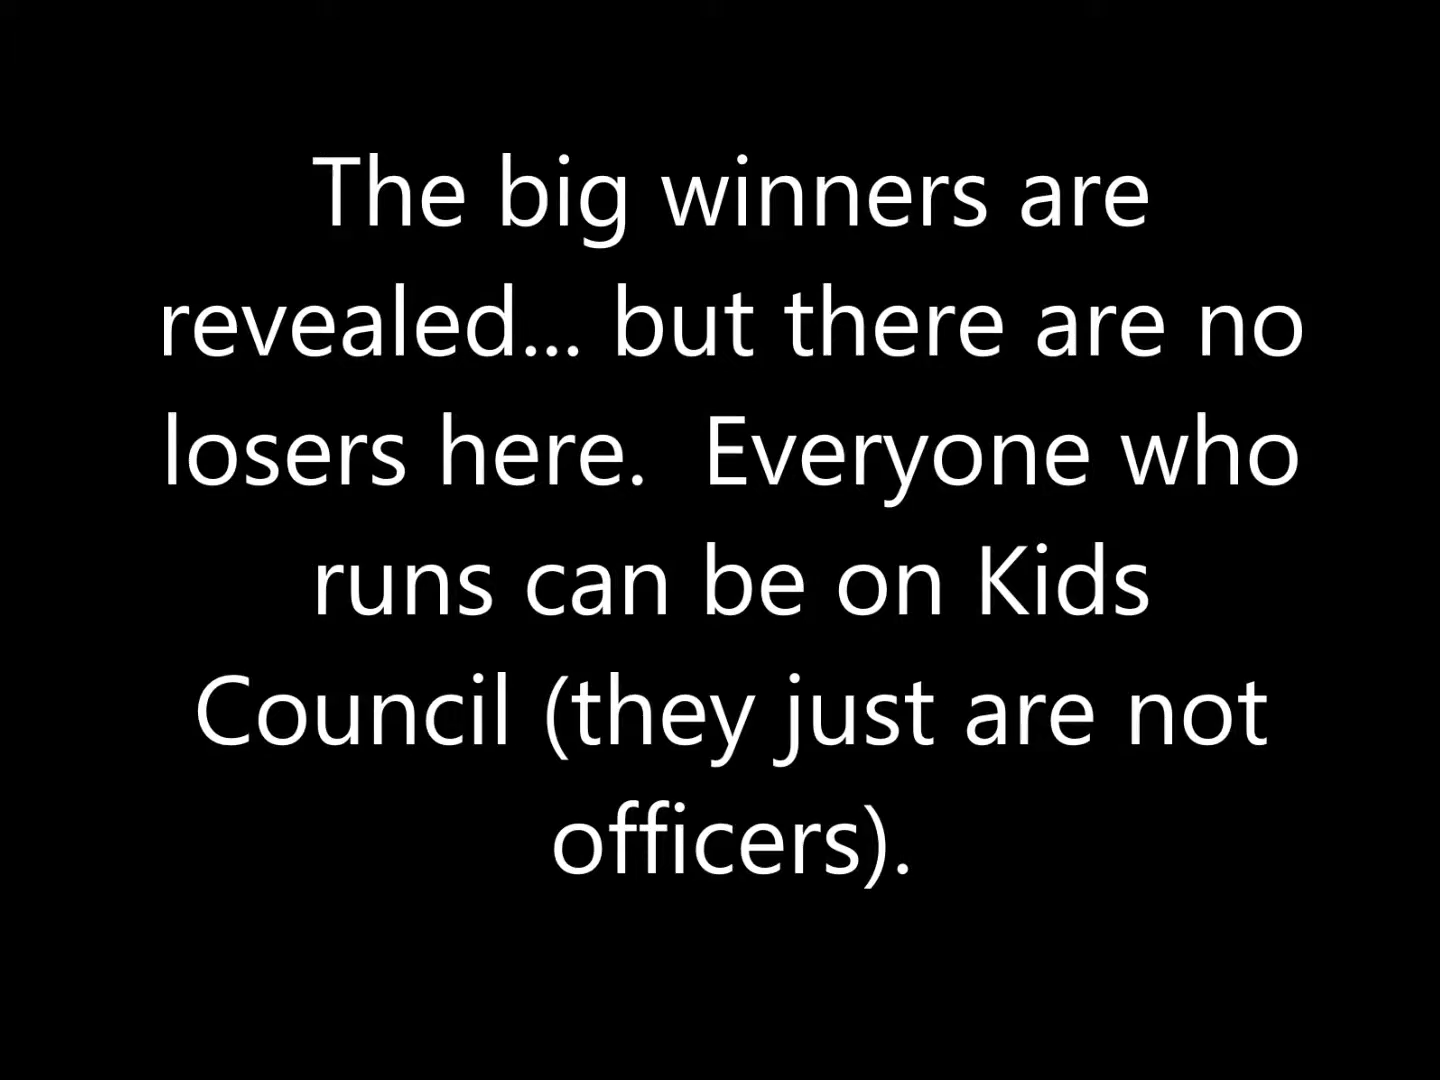 The big winners are
revealed... but there are no
losers here.  Everyone who
runs can be on Kids
Council (they just are not
officers).